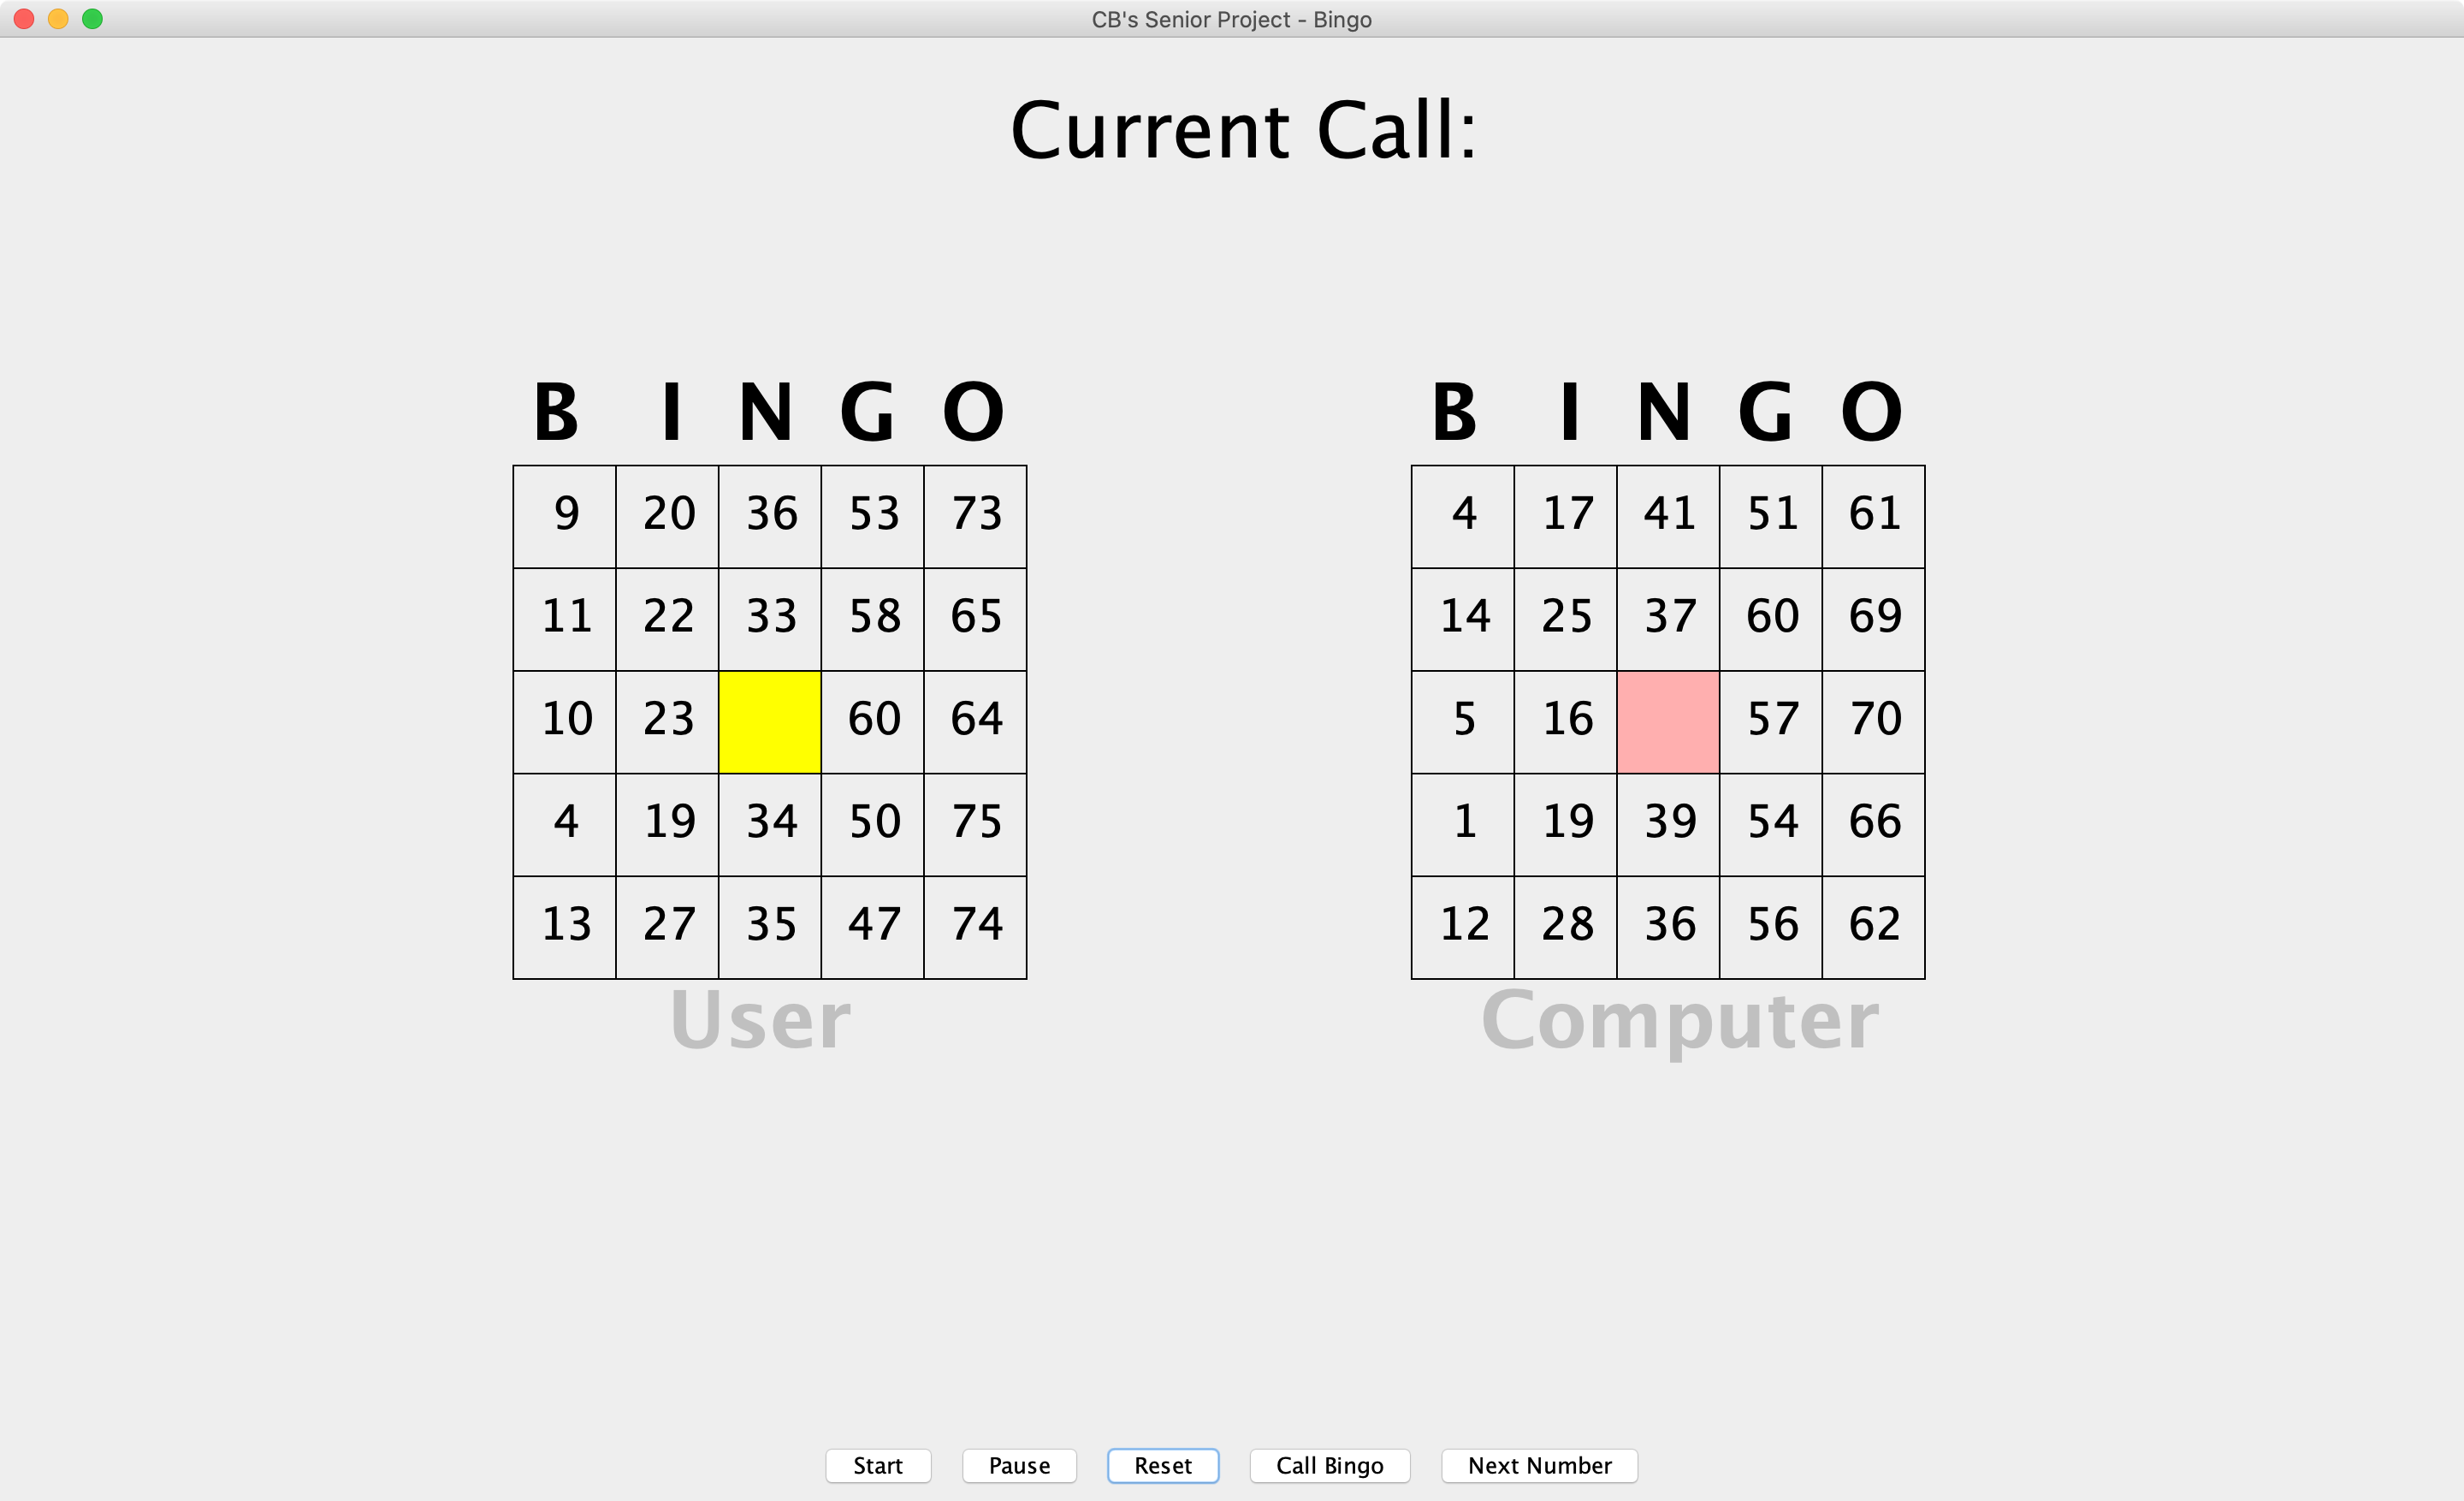 CB's Senior Project - Bingo
Current Call:
B I N G O
9 20 36 53 73
11 22 33 58 65
10 23 60 64
4 19 34 50 75
13 27 35 47 74
User
B I N G O
4 17 41 51 61
14 25 37 60 69
5 16 57 70
1 19 39 54 66
12 28 36 56 62
Computer
Start Pause Reset Call Bingo Next Number